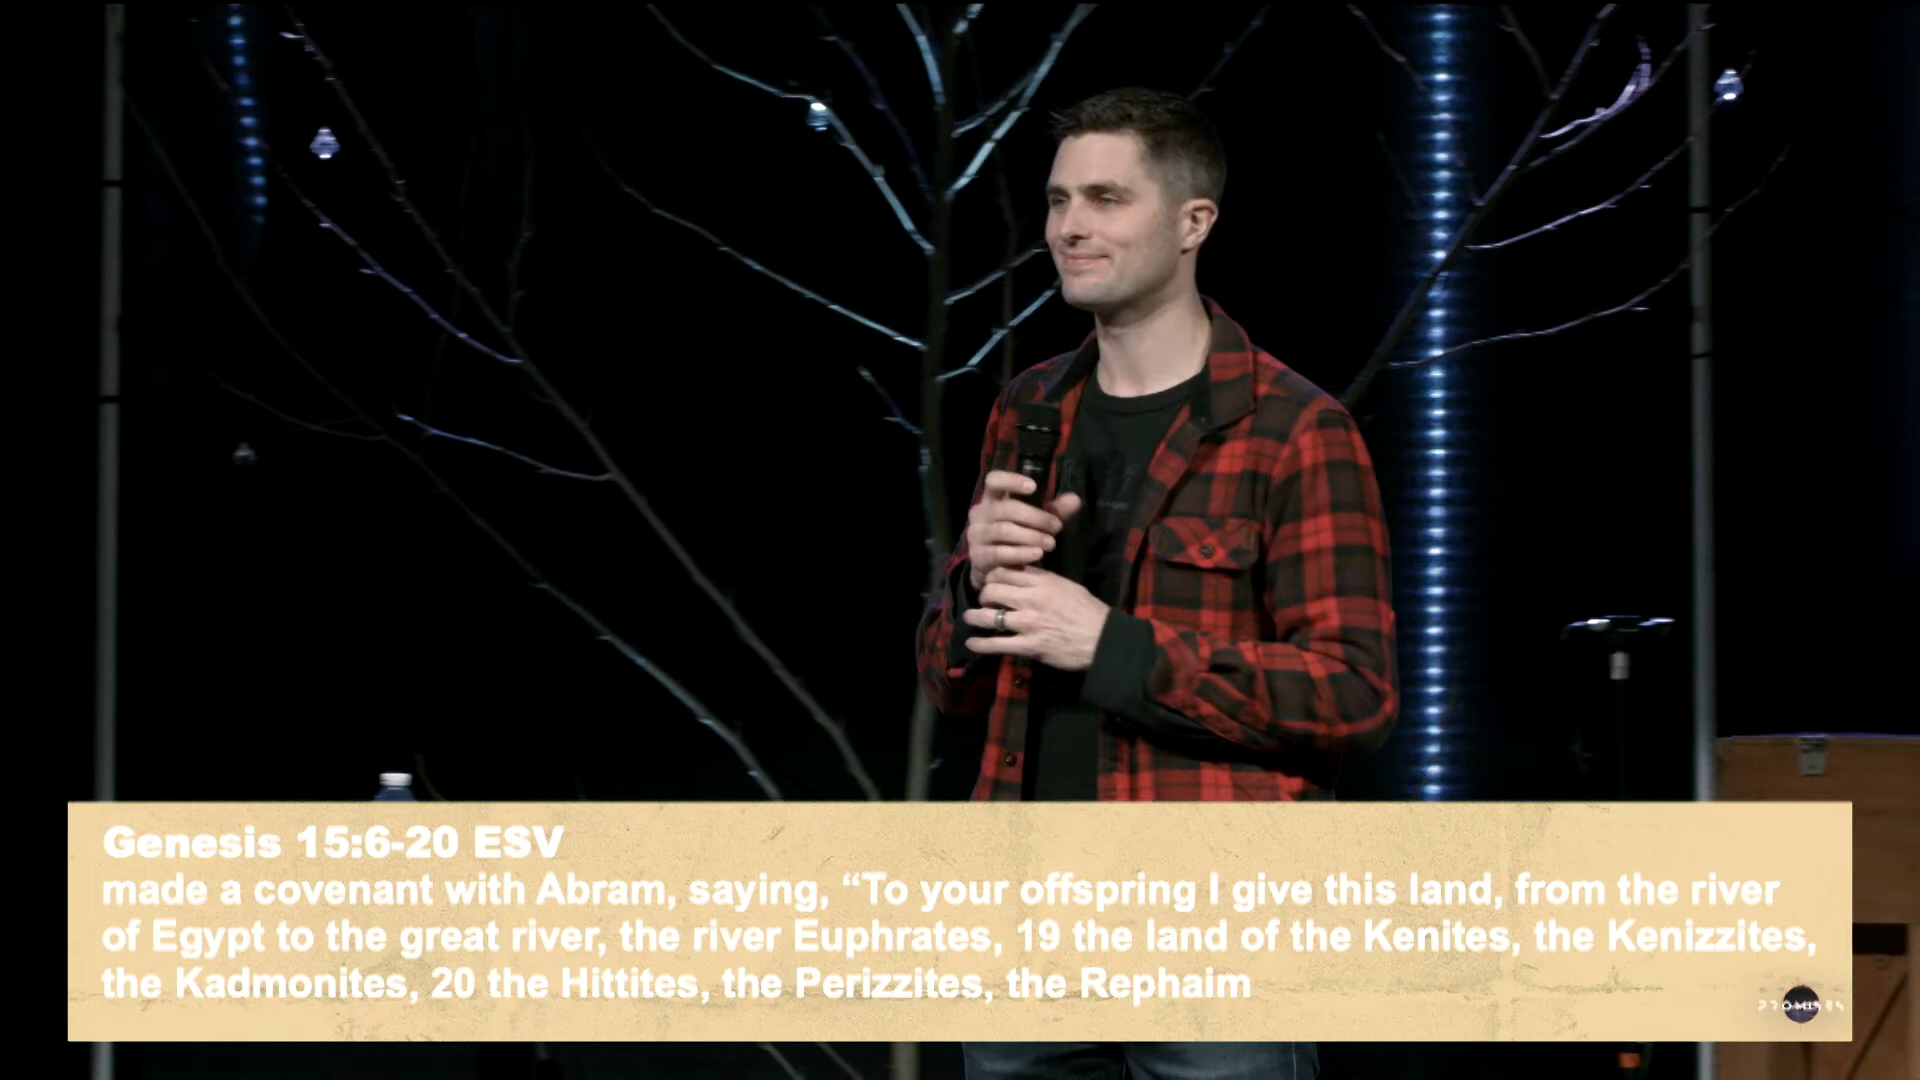 Genesis 15:6-20 ESV
made a covenant with Abram, saying, “To your offspring I give this land, from the river
of Egypt to the great river, the river Euphrates, 19 the land of the Kenites, the Kenizzites,
the Kadmonites, 20 the Hittites, the Perizzites, the Rephaim
PROMISES